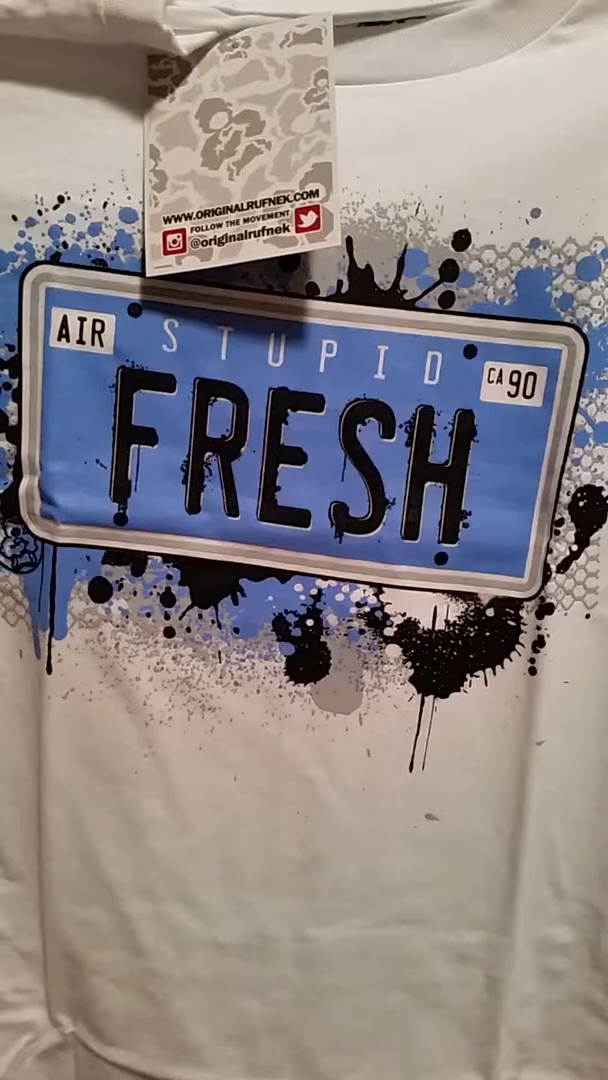 WWW.ORIGINALRUFNEK.COM
FOLLOW THE MOVEMENT
@originalrufnek
AIR
STUPID
CA 90
FRESH